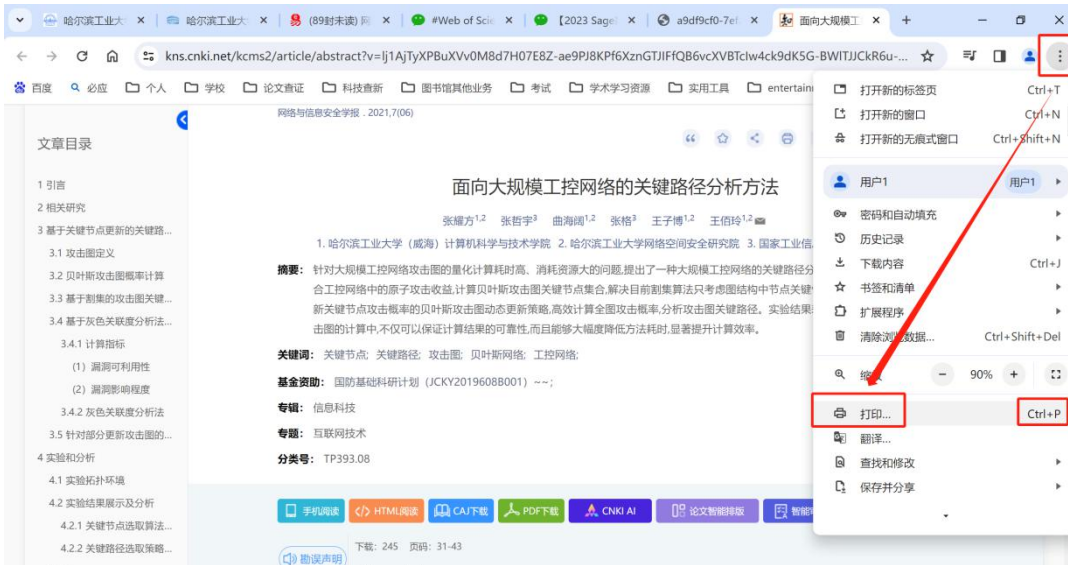 哈尔滨工业大
哈尔滨工业大
(89封未读) 网
#Web of Scie
【2023 Sage
a9df9cf0-7ef
面向大规模工
kns.cnki.net/kcms2/article/abstract?v=lj1AjTyXPBuXVv0M8d7H07E8Z-ae9PJ8KPf6XznGTJIFfQB6vcXVBTcIw4ck9dK5G-BWlTJJCkR6u-...
百度 必应 个人 学校 论文查证 科技查新 图书馆其他业务 考试 学术学习资源 实用工具 entertain
网络与信息安全学报 . 2021,7(06)
文章目录
1 引言
2 相关研究
3 基于关键节点更新的关键路...
3.1 攻击图定义
3.2 贝叶斯攻击图概率计算
3.3 基于割集的攻击图关键...
3.4 基于灰色关联度分析法...
3.4.1 计算指标
(1) 漏洞可利用性
(2) 漏洞影响程度
3.4.2 灰色关联度分析法
3.5 针对部分更新攻击图的...
4 实验和分析
4.1 实验拓扑环境
4.2 实验结果展示及分析
4.2.1 关键节点选取算法...
4.2.2 关键路径选取策略...
面向大规模工控网络的关键路径分析方法
张耀方1,2 张哲宇3 曲海阔1,2 张格3 王子博1,2 王佰玲1,2
1. 哈尔滨工业大学（威海）计算机科学与技术学院 2. 哈尔滨工业大学网络空间安全研究院 3. 国家工业信
摘要： 针对大规模工控网络攻击图的量化计算耗时高、消耗资源大的问题,提出了一种大规模工控网络的关键路径分
合工控网络中的原子攻击收益,计算贝叶斯攻击图关键节点集合,解决目前割集算法只考虑图结构中节点关键
新关键节点攻击概率的贝叶斯攻击图动态更新策略,高效计算全图攻击概率,分析攻击图关键路径。实验结果
击图的计算中,不仅可以保证计算结果的可靠性,而且能够大幅度降低方法耗时,显著提升计算效率。
关键词： 关键节点; 关键路径; 攻击图; 贝叶斯网络; 工控网络;
基金资助： 国防基础科研计划（JCKY2019608B001）~~;
专辑： 信息科技
专题： 互联网技术
分类号： TP393.08
手机阅读 </> HTML阅读 CAJ下载 PDF下载 CNKI AI 论文智能排版 智能
勘误声明
下载： 245 页码： 31-43
打开新的标签页 Ctrl+T
打开新的窗口 Ctrl+N
打开新的无痕式窗口 Ctrl+Shift+N
用户1 用户1
密码和自动填充
历史记录
下载内容 Ctrl+J
书签和清单
扩展程序
清除浏览数据... Ctrl+Shift+Del
缩放 - 90% +
打印... Ctrl+P
翻译...
查找和修改
保存并分享